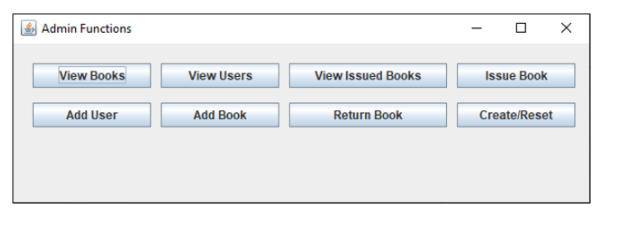 Admin Functions
View Books View Users View Issued Books Issue Book
Add User Add Book Return Book Create/Reset